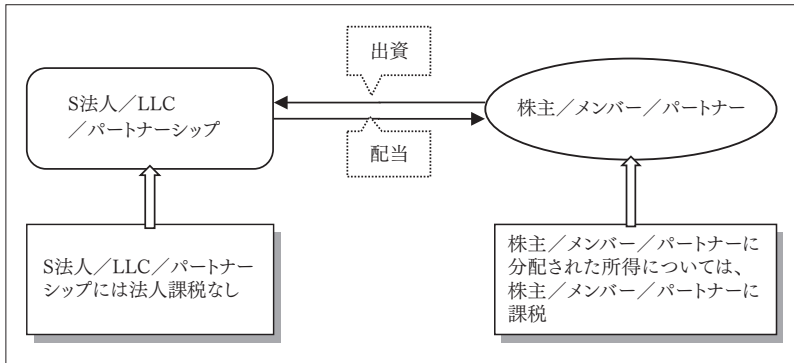 出資
S法人／LLC
／パートナーシップ
株主／メンバー／パートナー
配当
S法人／LLC／パートナー
シップには法人課税なし
株主／メンバー／パートナーに
分配された所得については、
株主／メンバー／パートナーに
課税